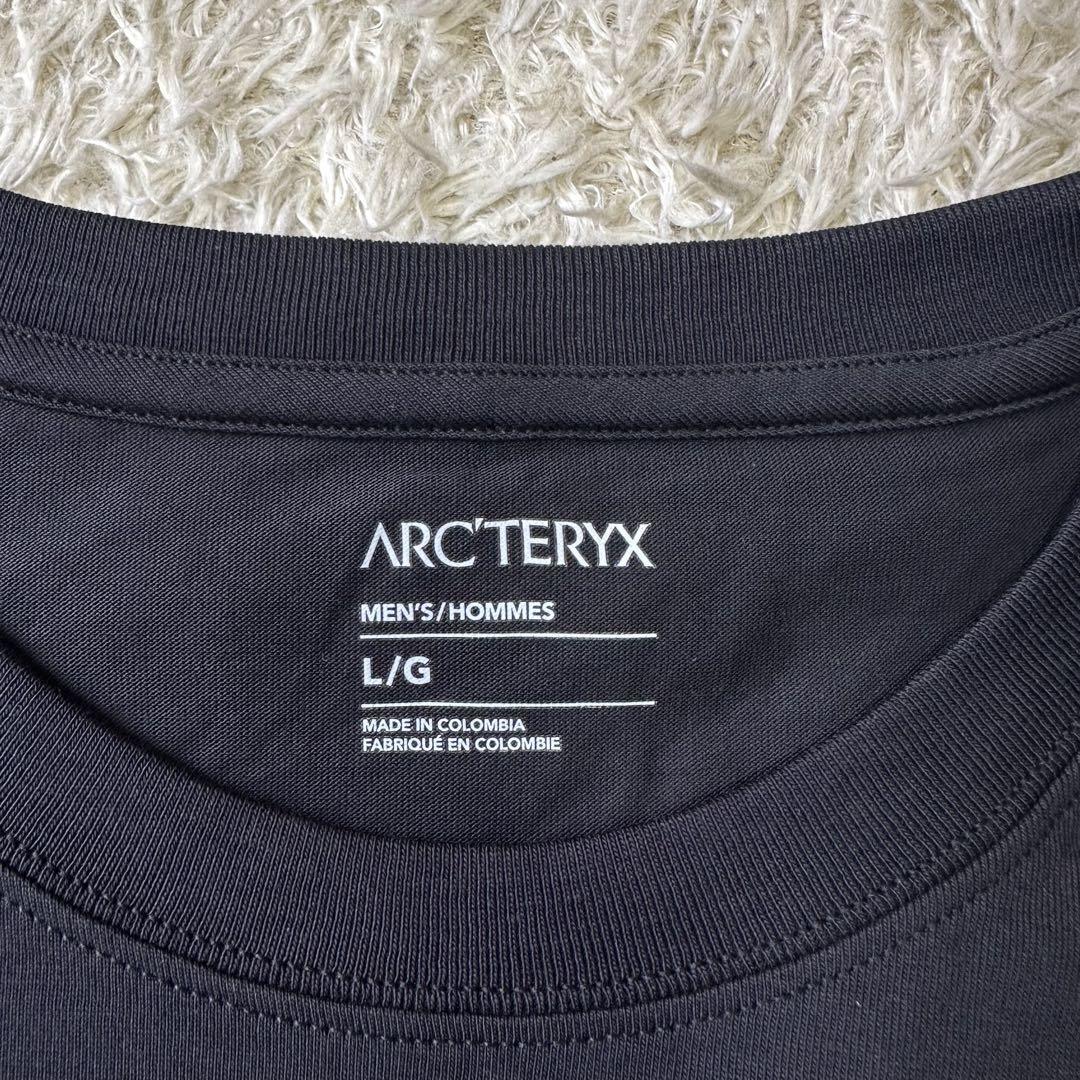 ARC'TERYX
MEN'S/HOMMES
L/G
MADE IN COLOMBIA
FABRIQUÉ EN COLOMBIE